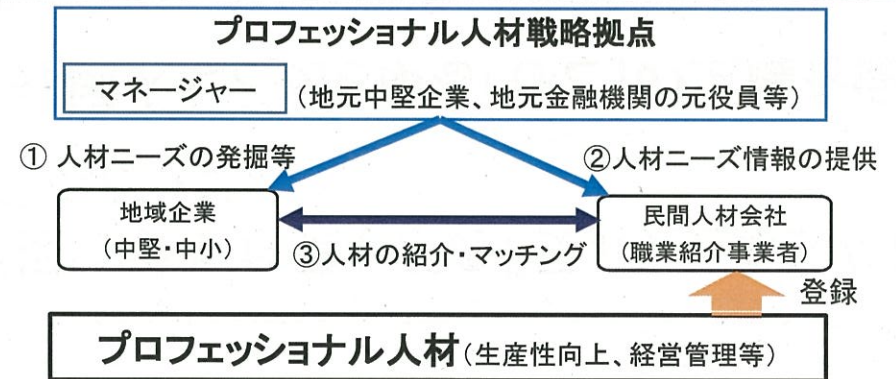 プロフェッショナル人材戦略拠点
マネージャー
（地元中堅企業、地元金融機関の元役員等）
① 人材ニーズの発掘等
②人材ニーズ情報の提供
地域企業
（中堅・中小）
③人材の紹介・マッチング
民間人材会社
（職業紹介事業者）
登録
プロフェッショナル人材（生産性向上、経営管理等）